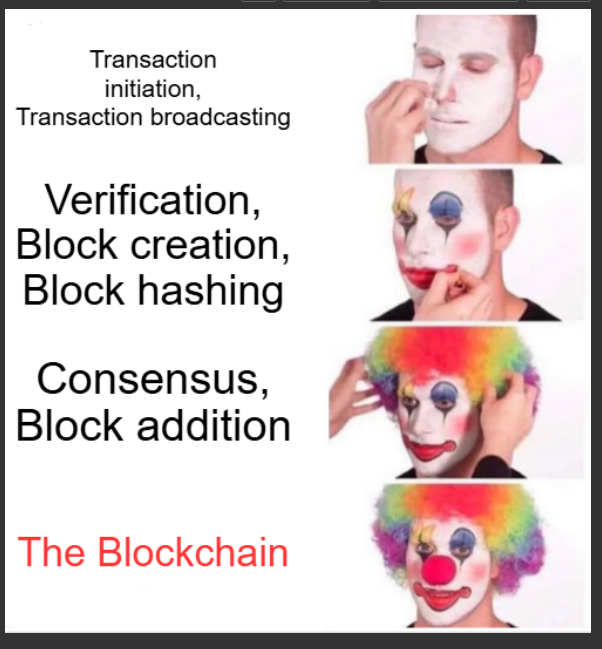 Transaction
initiation,
Transaction broadcasting
Verification,
Block creation,
Block hashing
Consensus,
Block addition
The Blockchain